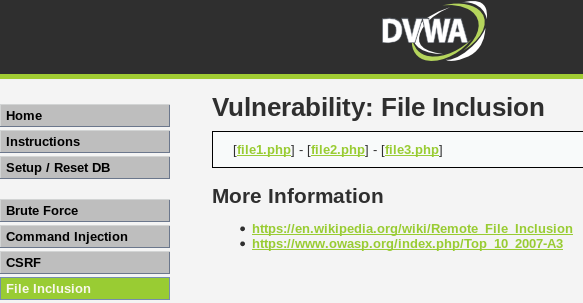 DVWA
Home
Instructions
Setup / Reset DB
Brute Force
Command Injection
CSRF
File Inclusion
Vulnerability: File Inclusion
[file1.php] - [file2.php] - [file3.php]
More Information
https://en.wikipedia.org/wiki/Remote_File_Inclusion
https://www.owasp.org/index.php/Top_10_2007-A3